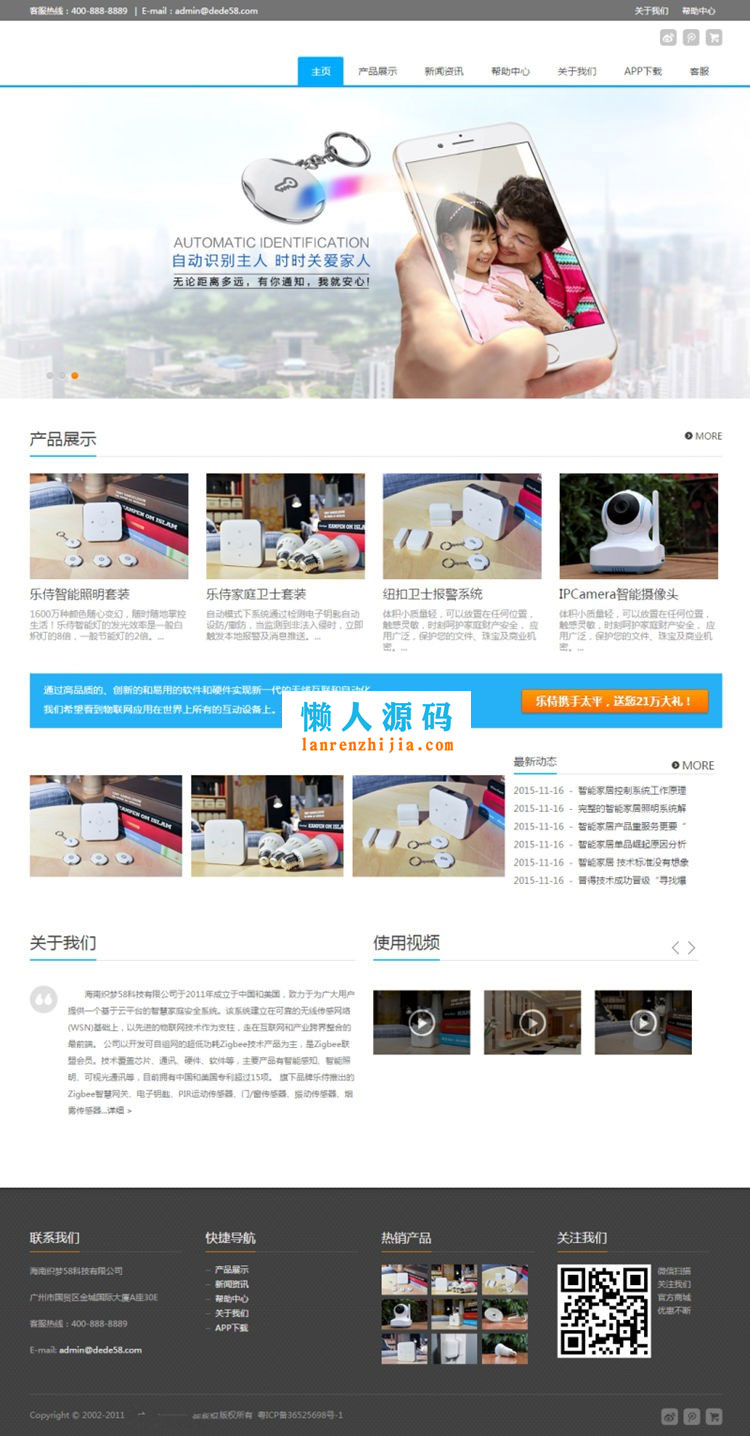 客服热线：400-888-8889 | E-mail：admin@dede58.com
关于我们 帮助中心
主页 产品展示 新闻资讯 帮助中心 关于我们 APP下载 客服
AUTOMATIC IDENTIFICATION
自动识别主人 时时关爱家人
无论距离多远，有你通知，我就安心!
产品展示
MORE
乐侍智能照明套装
1600万种颜色随心变幻，随时随地掌控
生活！乐侍智能灯的发光效率是一般白
炽灯的8倍，一般节能灯的2倍。...
乐侍家庭卫士套装
自动模式下系统通过检测电子钥匙自动
设防/撤防，当监测到非法入侵时，立即
触发本地报警及消息推送。...
纽扣卫士报警系统
体积小质量轻，可以放置在任何位置，
触感灵敏，时刻呵护家庭财产安全， 应
用广泛，保护您的文件、珠宝及商业机
密。...
IPCamera智能摄像头
体积小质量轻，可以放置在任何位置，
触感灵敏，时刻呵护家庭财产安全， 应
用广泛，保护您的文件、珠宝及商业机
密。...
通过高品质的、创新的和易用的软件和硬件实现新一代的无线互联和自动化
我们希望看到物联网应用在世界上所有的互动设备上。
乐侍携手太平，送您21万大礼！
懒人源码
lanrenzhijia.com
最新动态
MORE
2015-11-16 - 智能家居控制系统工作原理
2015-11-16 - 完整的智能家居照明系统解
2015-11-16 - 智能家居产品重服务更要“
2015-11-16 - 智能家居单品崛起原因分析
2015-11-16 - 智能家居 技术标准没有想象
2015-11-16 - 晋得技术成功晋级“寻找爆
关于我们
海南织梦58科技有限公司于2011年成立于中国和美国，致力于为广大用户
提供一个基于云平台的智慧家庭安全系统。该系统建立在可靠的无线传感网络
(WSN)基础上，以先进的物联网技术作为支柱，走在互联网和产业跨界整合的
最前端。 公司以开发可自组网的超低功耗Zigbee技术产品为主，是Zigbee联
盟会员。技术覆盖芯片、通讯、硬件、软件等，主要产品有智能感知、智能照
明、可视光通讯等，目前拥有中国和美国专利超过15项。 旗下品牌乐侍推出的
Zigbee智慧网关、电子钥匙、PIR运动传感器、门/窗传感器、振动传感器、烟
雾传感器...详细 >
使用视频
联系我们
海南织梦58科技有限公司
广州市国贸区金城国际大厦A座30E
客服热线：400-888-8889
E-mail: admin@dede58.com
快捷导航
产品展示
新闻资讯
帮助中心
关于我们
APP下载
热销产品
关注我们
微信扫描
关注我们
官方商城
优惠不断
Copyright © 2002-2011 版权所有 粤ICP备36525698号-1